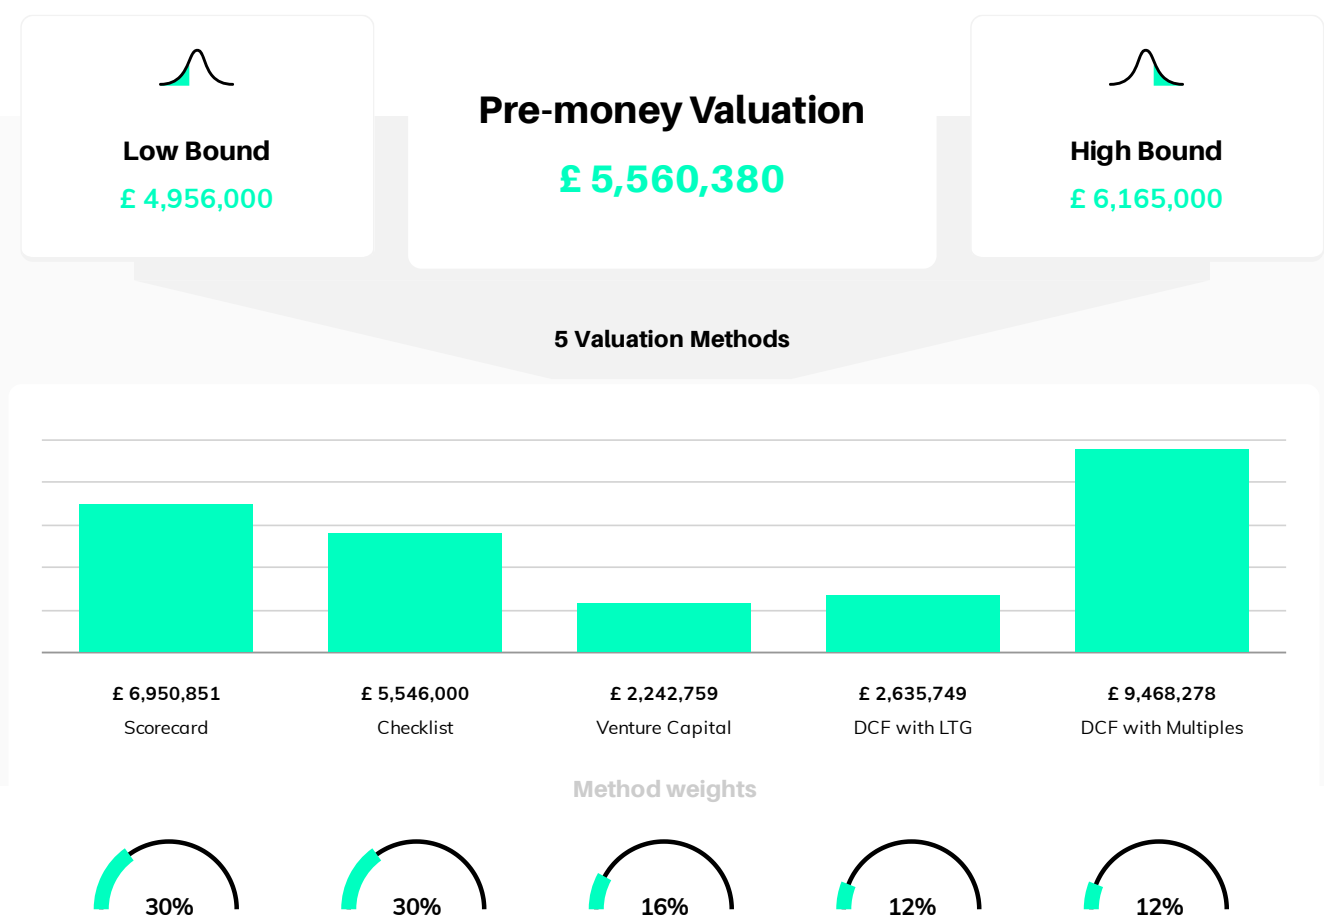 Pre-money Valuation
£ 5,560,380
Low Bound
£ 4,956,000
High Bound
£ 6,165,000
5 Valuation Methods
£ 6,950,851
Scorecard
£ 5,546,000
Checklist
£ 2,242,759
Venture Capital
£ 2,635,749
DCF with LTG
£ 9,468,278
DCF with Multiples
Method weights
30%
30%
16%
12%
12%